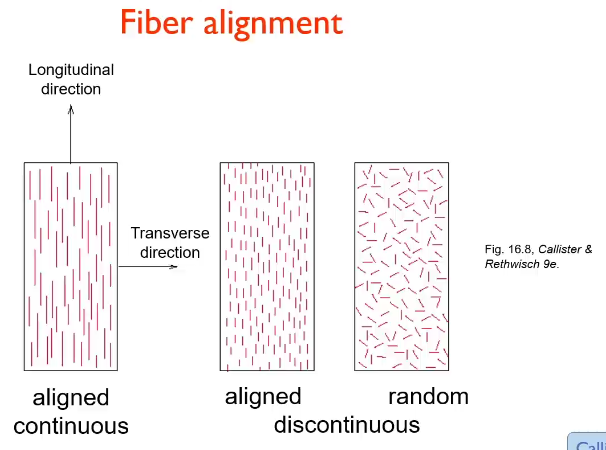 Fiber alignment
Longitudinal
direction
Transverse
direction
Fig. 16.8, Callister &
Rethwisch 9e.
aligned
continuous
aligned
random
discontinuous
Calli